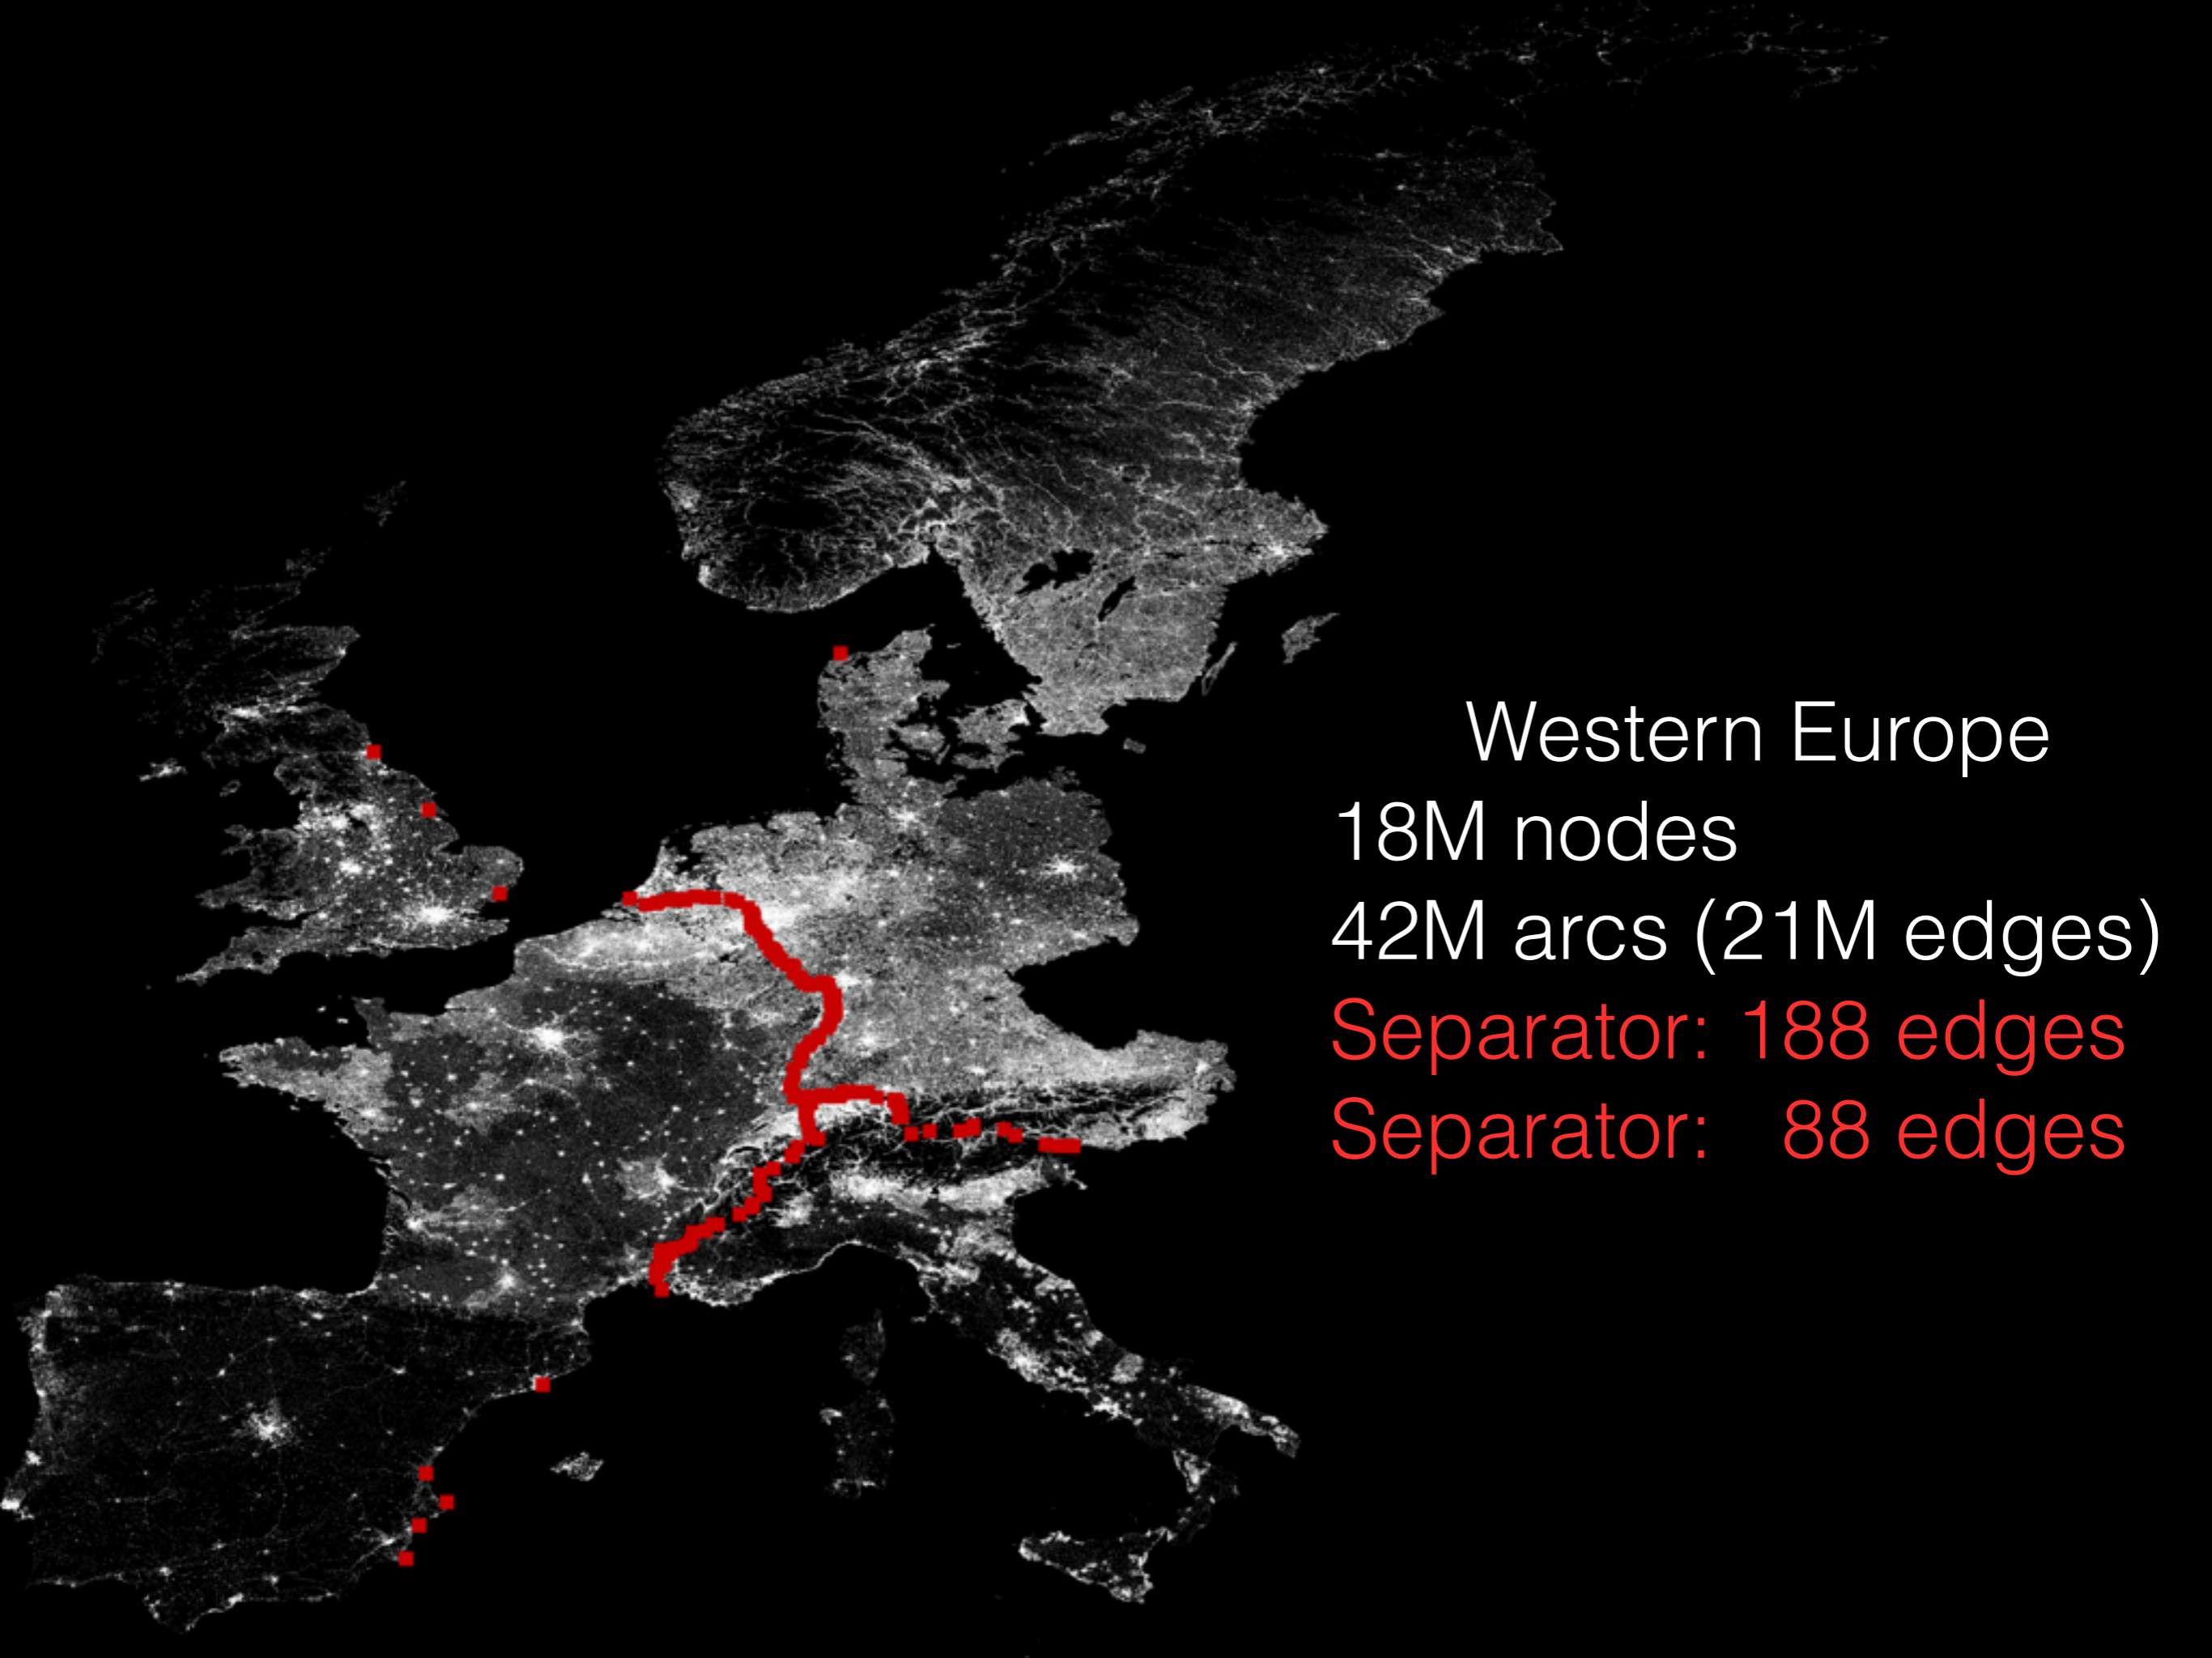 Western Europe
18M nodes
42M arcs (21M edges)
Separator: 188 edges
Separator: 88 edges